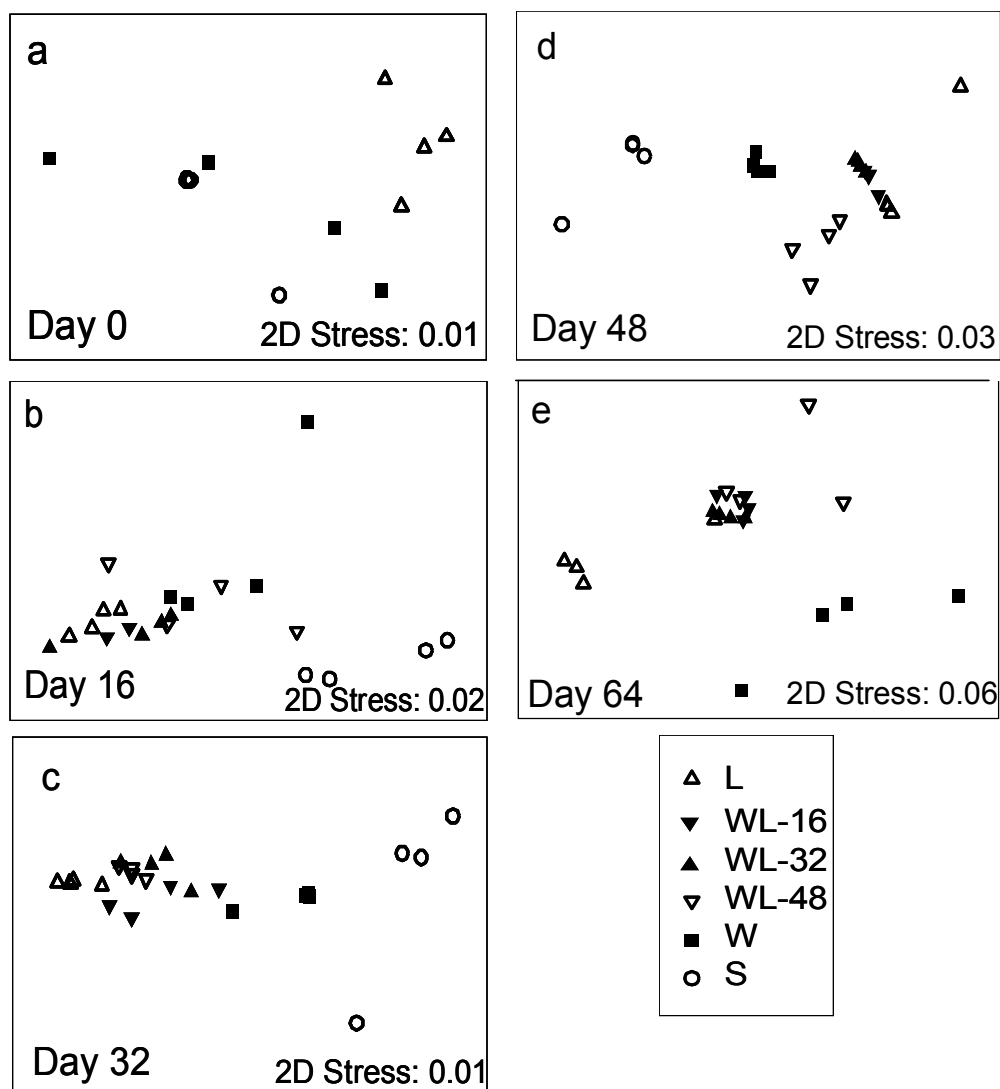 a
Day 0
2D Stress: 0.01
b
Day 16
2D Stress: 0.02
c
Day 32
2D Stress: 0.01
d
Day 48
2D Stress: 0.03
e
Day 64
2D Stress: 0.06
L
WL-16
WL-32
WL-48
W
S